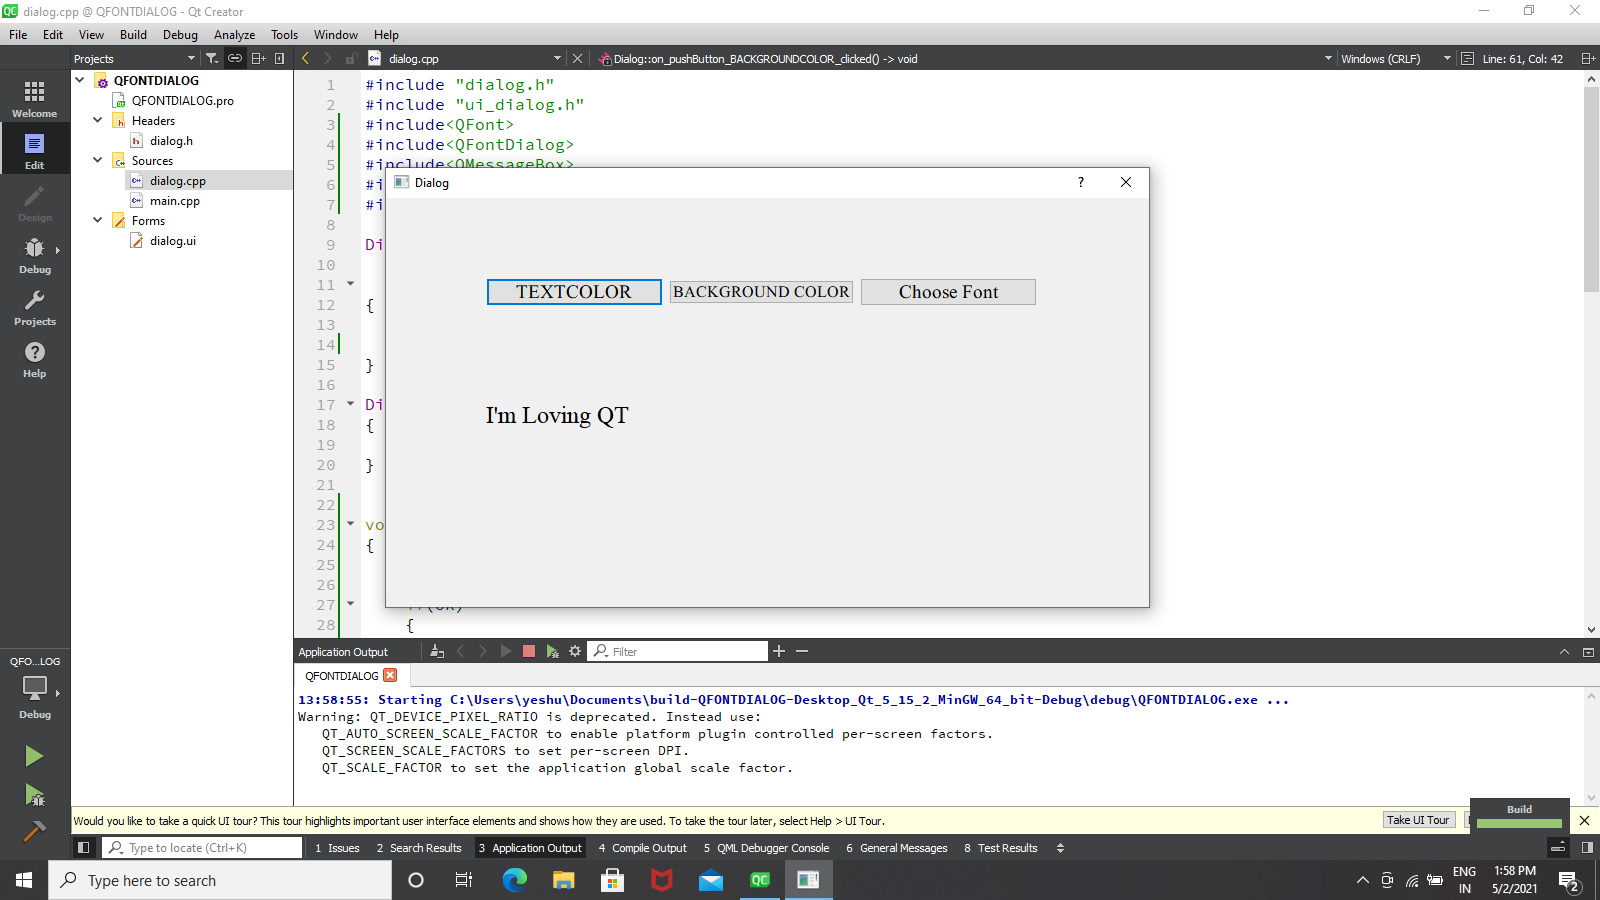 dialog.cpp @ QFONTDIALOG - Qt Creator
File Edit View Build Debug Analyze Tools Window Help
Projects
dialog.cpp
Dialog::on_pushButton_BACKGROUNDCOLOR_clicked() -> void
Windows (CRLF)
Line: 61, Col: 42
Welcome
Edit
Design
Debug
Projects
Help
QFO...LOG
Debug
QFONTDIALOG
QFONTDIALOG.pro
Headers
dialog.h
Sources
dialog.cpp
main.cpp
Forms
dialog.ui
1 #include "dialog.h"
2 #include "ui_dialog.h"
3 #include<QFont>
4 #include<QFontDialog>
5 #include<QMessageBox>
6 #i
7 #i
8
9 Di
10
11
12 {
13
14
15 }
16
17 Di
18 {
19
20 }
21
22
23 vo
24 {
25
26
27
28 {
Dialog
?
TEXTCOLOR
BACKGROUND COLOR
Choose Font
I'm Loving QT
Application Output
Filter
QFONTDIALOG
13:58:55: Starting C:\Users\yeshu\Documents\build-QFONTDIALOG-Desktop_Qt_5_15_2_MinGW_64_bit-Debug\debug\QFONTDIALOG.exe ...
Warning: QT_DEVICE_PIXEL_RATIO is deprecated. Instead use:
QT_AUTO_SCREEN_SCALE_FACTOR to enable platform plugin controlled per-screen factors.
QT_SCREEN_SCALE_FACTORS to set per-screen DPI.
QT_SCALE_FACTOR to set the application global scale factor.
Would you like to take a quick UI tour? This tour highlights important user interface elements and shows how they are used. To take the tour later, select Help > UI Tour.
Take UI Tour
Build
Type to locate (Ctrl+K)
1 Issues
2 Search Results
3 Application Output
4 Compile Output
5 QML Debugger Console
6 General Messages
8 Test Results
Type here to search
ENG
IN
1:58 PM
5/2/2021
2